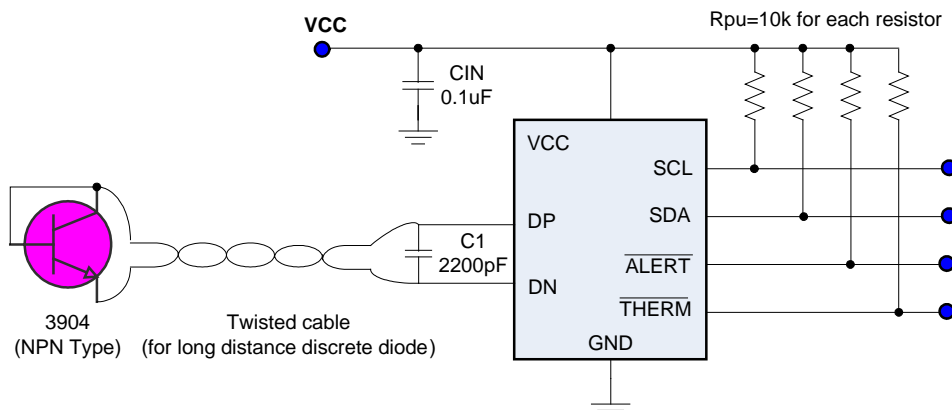 VCC
Rpu=10k for each resistor
CIN
0.1uF
VCC
SCL
DP
SDA
C1
2200pF
ALERT
DN
THERM
GND
3904
(NPN Type)
Twisted cable
(for long distance discrete diode)